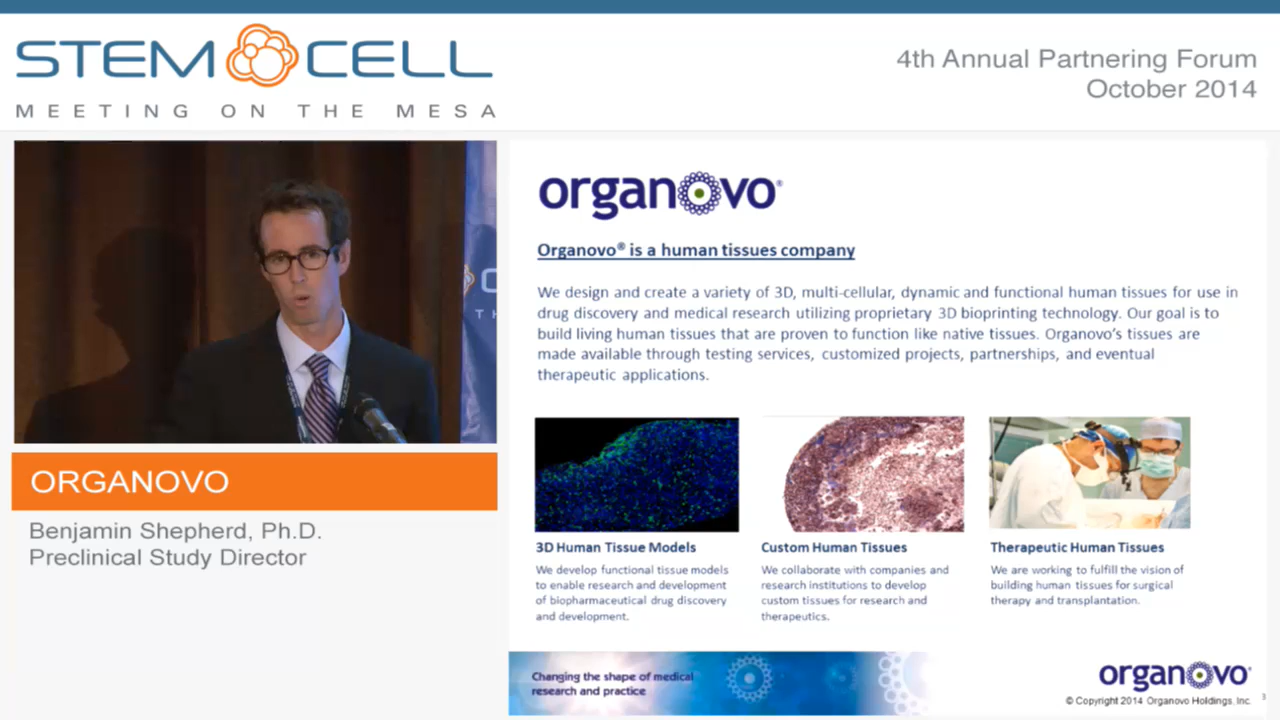 STEM CELL
MEETING ON THE MESA
4th Annual Partnering Forum
October 2014
ORGANOVO
Benjamin Shepherd, Ph.D.
Preclinical Study Director
organovo®
Organovo® is a human tissues company
We design and create a variety of 3D, multi-cellular, dynamic and functional human tissues for use in
drug discovery and medical research utilizing proprietary 3D bioprinting technology. Our goal is to
build living human tissues that are proven to function like native tissues. Organovo's tissues are
made available through testing services, customized projects, partnerships, and eventual
therapeutic applications.
3D Human Tissue Models
We develop functional tissue models
to enable research and development
of biopharmaceutical drug discovery
and development.
Custom Human Tissues
We collaborate with companies and
research institutions to develop
custom tissues for research and
therapeutics.
Therapeutic Human Tissues
We are working to fulfill the vision of
building human tissues for surgical
therapy and transplantation.
Changing the shape of medical
research and practice
organovo®
© Copyright 2014 Organovo Holdings, Inc.
3